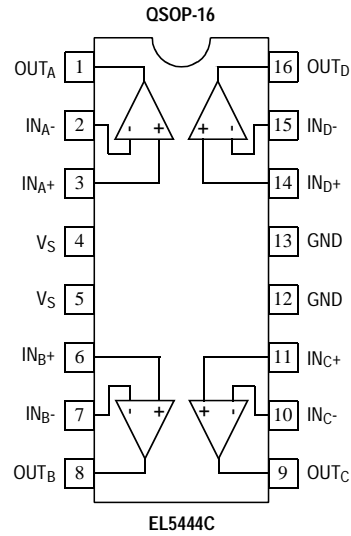 QSOP-16
OUTA 1 16 OUTD
INA- 2 15 IND-
- + + -
INA+ 3 14 IND+
VS 4 13 GND
VS 5 12 GND
INB+ 6 11 INC+
- + + -
INB- 7 10 INC-
OUTB 8 9 OUTC
EL5444C